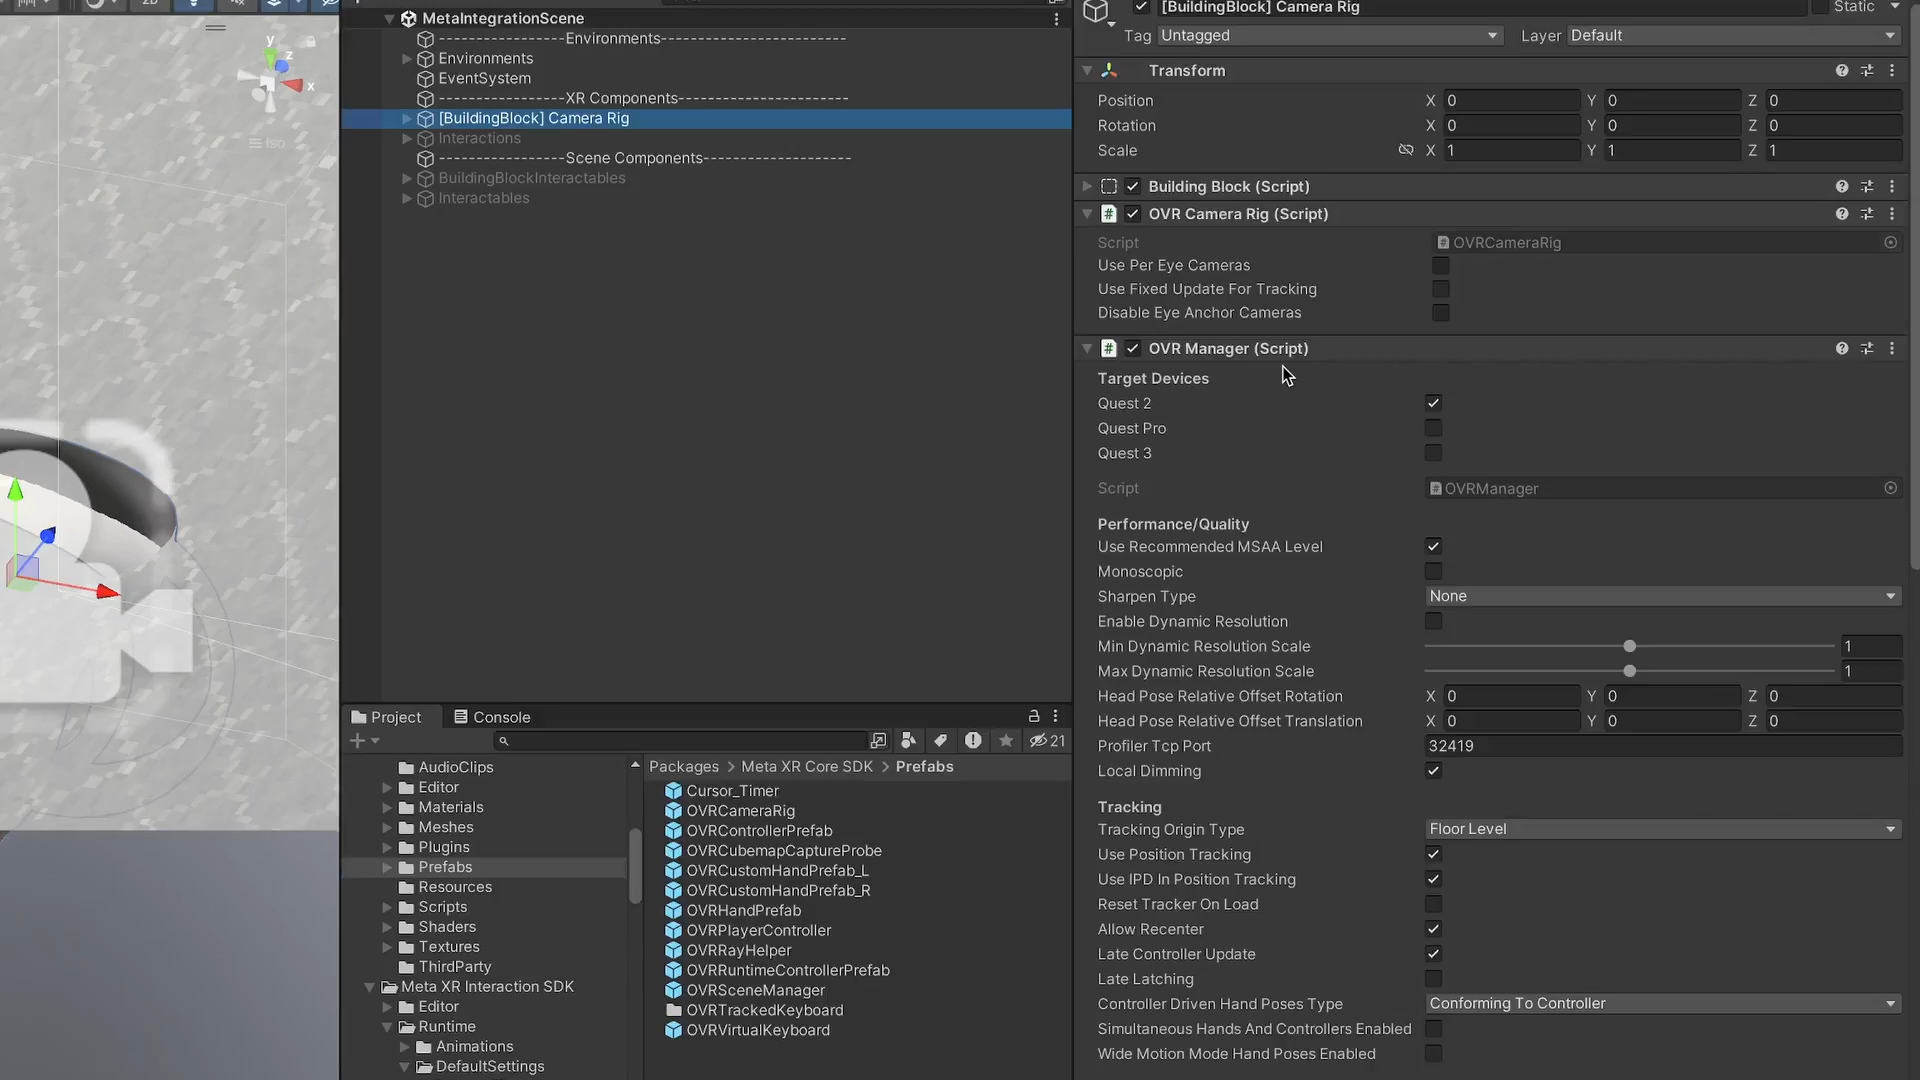 2D
y
z
x
Iso
MetaIntegrationScene
-----------------Environments-------------------------
Environments
EventSystem
-----------------XR Components-----------------------
[BuildingBlock] Camera Rig
Interactions
-----------------Scene Components--------------------
BuildingBlockInteractables
Interactables
Project
Console
21
AudioClips
Editor
Materials
Meshes
Plugins
Prefabs
Resources
Scripts
Shaders
Textures
ThirdParty
Meta XR Interaction SDK
Editor
Runtime
Animations
DefaultSettings
Packages > Meta XR Core SDK > Prefabs
Cursor_Timer
OVRCameraRig
OVRControllerPrefab
OVRCubemapCaptureProbe
OVRCustomHandPrefab_L
OVRCustomHandPrefab_R
OVRHandPrefab
OVRPlayerController
OVRRayHelper
OVRRuntimeControllerPrefab
OVRSceneManager
OVRTrackedKeyboard
OVRVirtualKeyboard
[BuildingBlock] Camera Rig Static
Tag Untagged Layer Default
Transform
Position X 0 Y 0 Z 0
Rotation X 0 Y 0 Z 0
Scale X 1 Y 1 Z 1
Building Block (Script)
# OVR Camera Rig (Script)
Script # OVRCameraRig
Use Per Eye Cameras
Use Fixed Update For Tracking
Disable Eye Anchor Cameras
# OVR Manager (Script)
Target Devices
Quest 2
Quest Pro
Quest 3
Script # OVRManager
Performance/Quality
Use Recommended MSAA Level
Monoscopic
Sharpen Type None
Enable Dynamic Resolution
Min Dynamic Resolution Scale 1
Max Dynamic Resolution Scale 1
Head Pose Relative Offset Rotation X 0 Y 0 Z 0
Head Pose Relative Offset Translation X 0 Y 0 Z 0
Profiler Tcp Port 32419
Local Dimming
Tracking
Tracking Origin Type Floor Level
Use Position Tracking
Use IPD In Position Tracking
Reset Tracker On Load
Allow Recenter
Late Controller Update
Late Latching
Controller Driven Hand Poses Type Conforming To Controller
Simultaneous Hands And Controllers Enabled
Wide Motion Mode Hand Poses Enabled